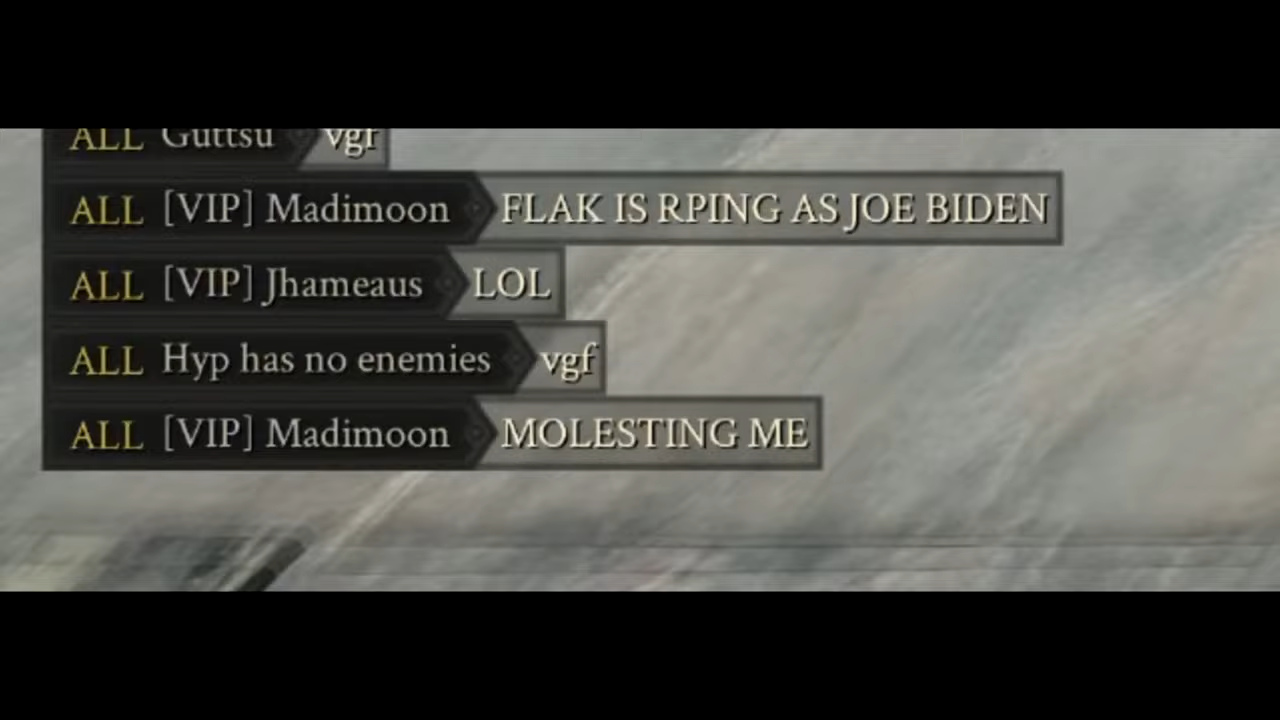 ALL Guttsu vgf
ALL [VIP] Madimoon FLAK IS RPING AS JOE BIDEN
ALL [VIP] Jhameaus LOL
ALL Hyp has no enemies vgf
ALL [VIP] Madimoon MOLESTING ME